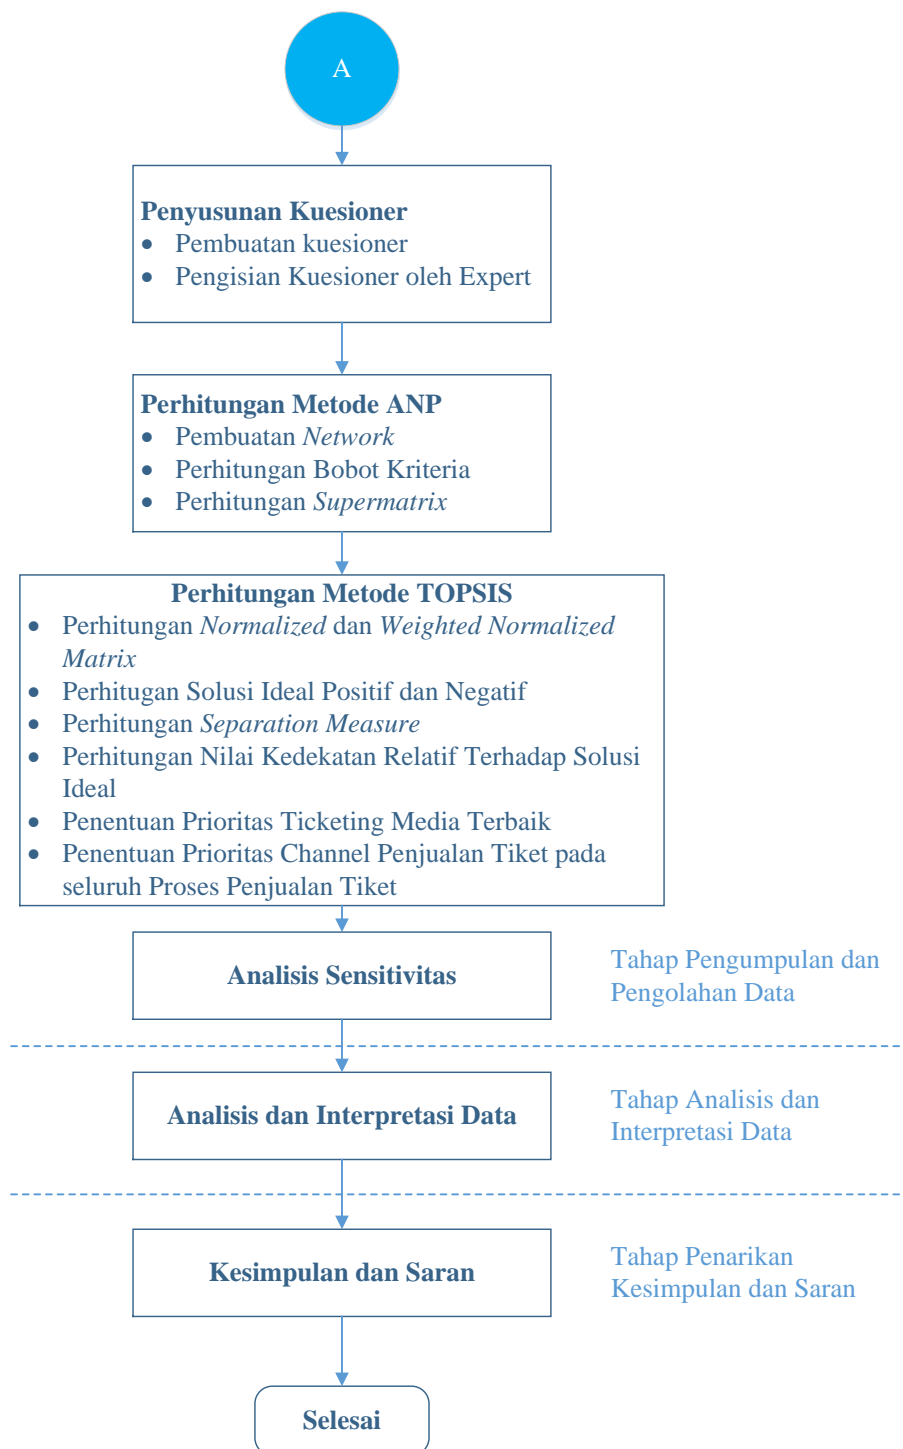 A
Penyusunan Kuesioner
• Pembuatan kuesioner
• Pengisian Kuesioner oleh Expert
Perhitungan Metode ANP
• Pembuatan Network
• Perhitungan Bobot Kriteria
• Perhitungan Supermatrix
Perhitungan Metode TOPSIS
• Perhitungan Normalized dan Weighted Normalized
Matrix
• Perhitugan Solusi Ideal Positif dan Negatif
• Perhitungan Separation Measure
• Perhitungan Nilai Kedekatan Relatif Terhadap Solusi
Ideal
• Penentuan Prioritas Ticketing Media Terbaik
• Penentuan Prioritas Channel Penjualan Tiket pada
seluruh Proses Penjualan Tiket
Analisis Sensitivitas
Tahap Pengumpulan dan
Pengolahan Data
Analisis dan Interpretasi Data
Tahap Analisis dan
Interpretasi Data
Kesimpulan dan Saran
Tahap Penarikan
Kesimpulan dan Saran
Selesai